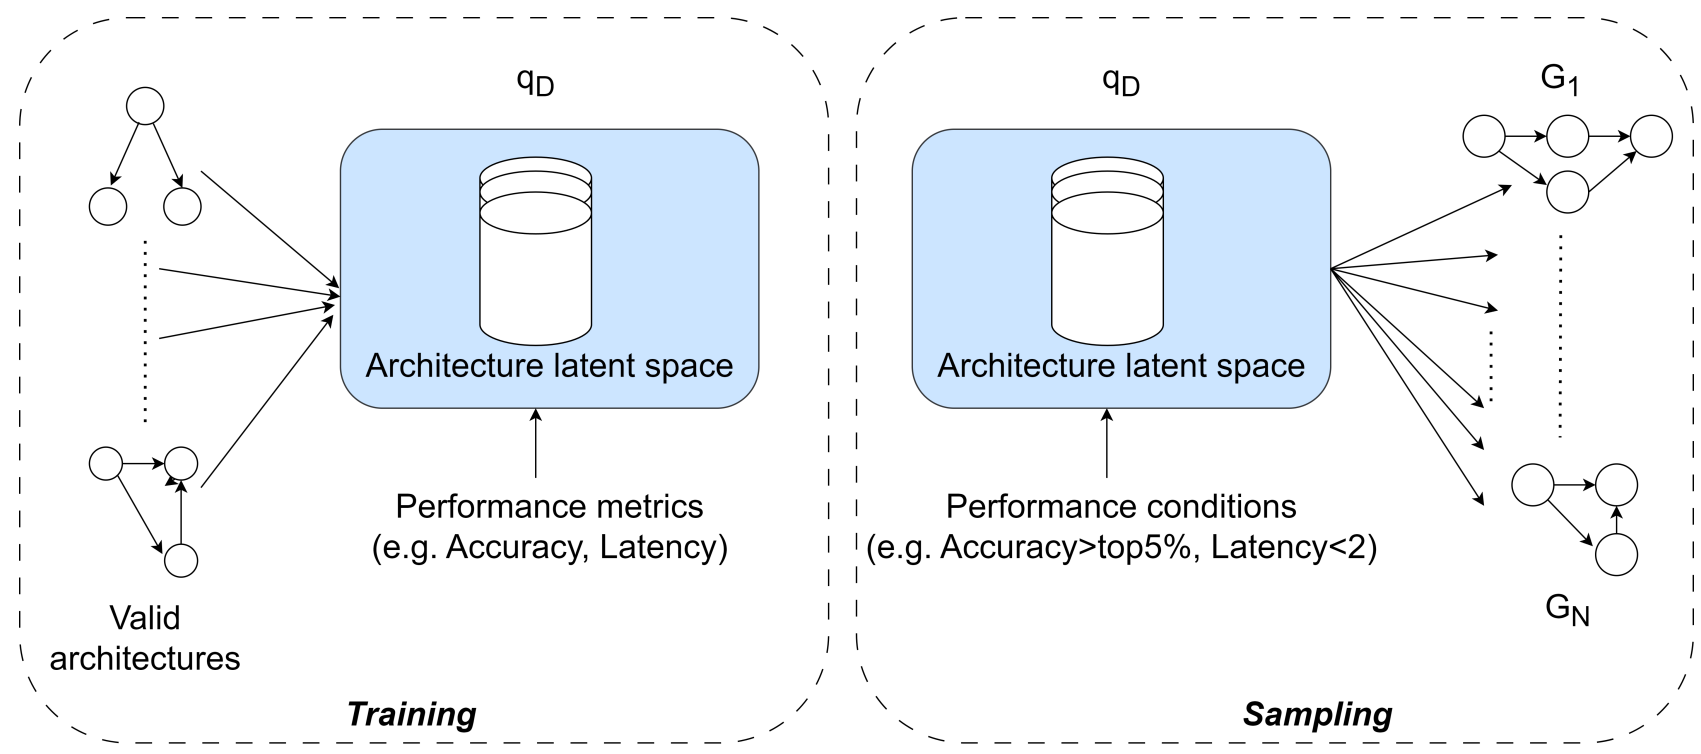 q_D
Architecture latent space
Performance metrics
(e.g. Accuracy, Latency)
Valid
architectures
Training
q_D
G_1
Architecture latent space
Performance conditions
(e.g. Accuracy>top5%, Latency<2)
G_N
Sampling